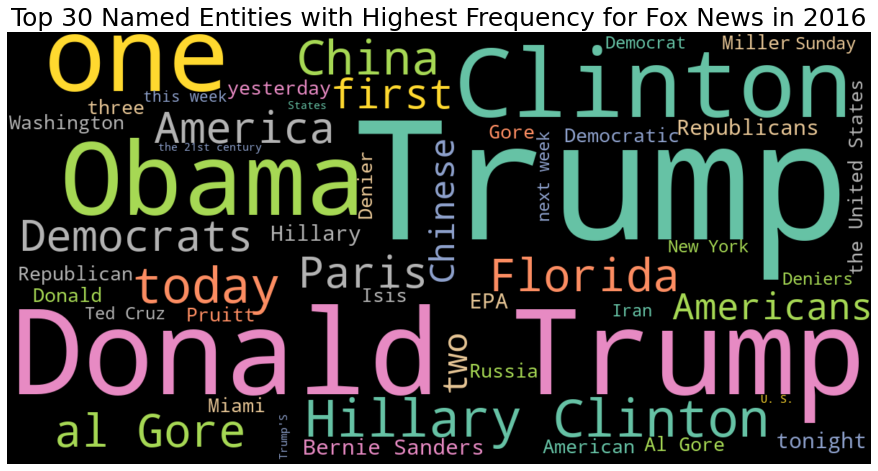 Top 30 Named Entities with Highest Frequency for Fox News in 2016
one
China
Clinton
Democrat
Miller
Sunday
this week
yesterday
three
States
first
Washington
America
Trump
Gore
Democratic
Republicans
the United States
the 21st century
Obama
Denier
Chinese
next week
Democrats
Hillary
New York
Republican
today
Paris
Florida
Deniers
Donald
Isis
EPA
Iran
Americans
Ted Cruz
Pruitt
Donald Trump
two
Russia
Miami
U. S.
al Gore
Trump'S
Hillary Clinton
Bernie Sanders
American
Al Gore
tonight